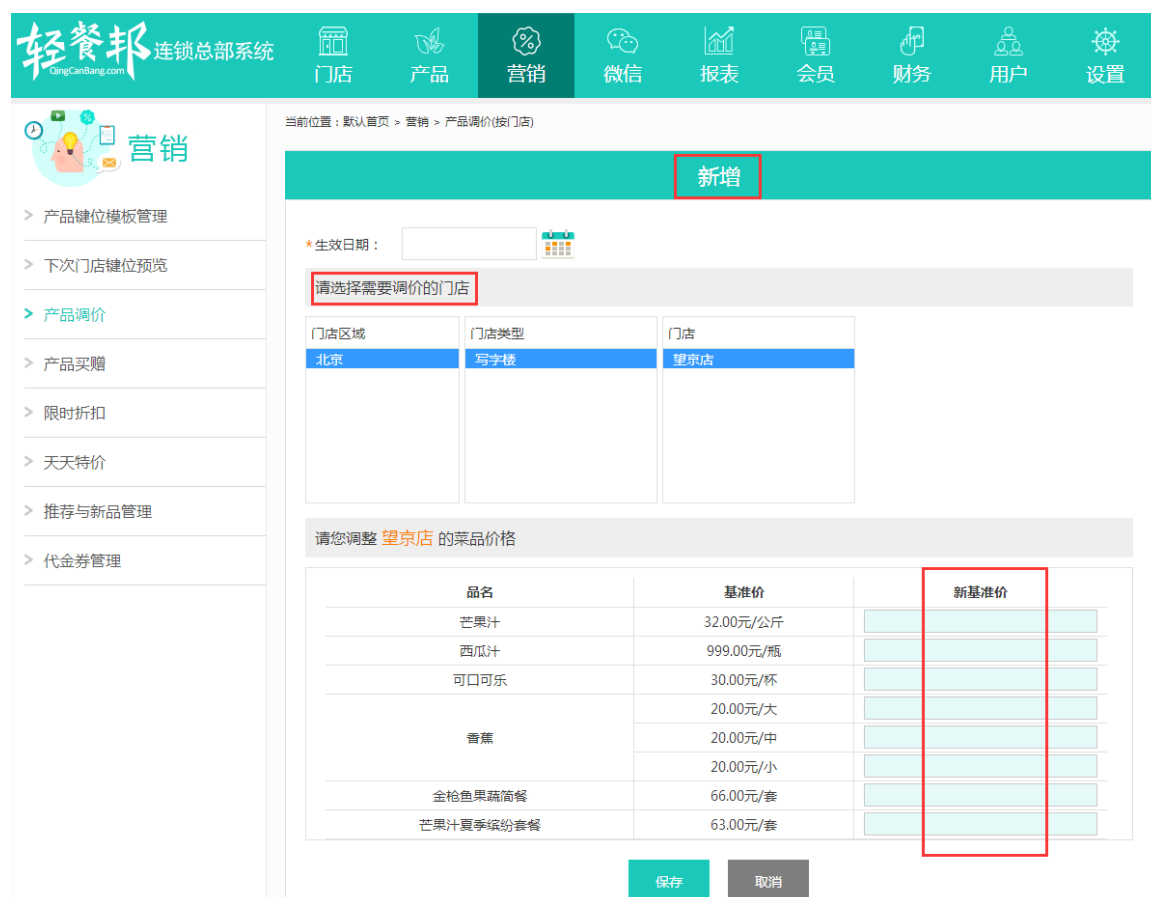 轻餐邦 连锁总部系统
QingCanBang.com
门店 产品 营销 微信 报表 会员 财务 用户 设置
营销
产品键位模板管理
下次门店键位预览
产品调价
产品买赠
限时折扣
天天特价
推荐与新品管理
代金券管理
当前位置：默认首页 > 营销 > 产品调价(按门店)
新增
*生效日期：
请选择需要调价的门店
门店区域 门店类型 门店
北京 写字楼 望京店
请您调整 望京店 的菜品价格
品名 基准价 新基准价
芒果汁 32.00元/公斤
西瓜汁 999.00元/瓶
可口可乐 30.00元/杯
20.00元/大
香蕉 20.00元/中
20.00元/小
金枪鱼果蔬简餐 66.00元/套
芒果汁夏季缤纷套餐 63.00元/套
保存 取消